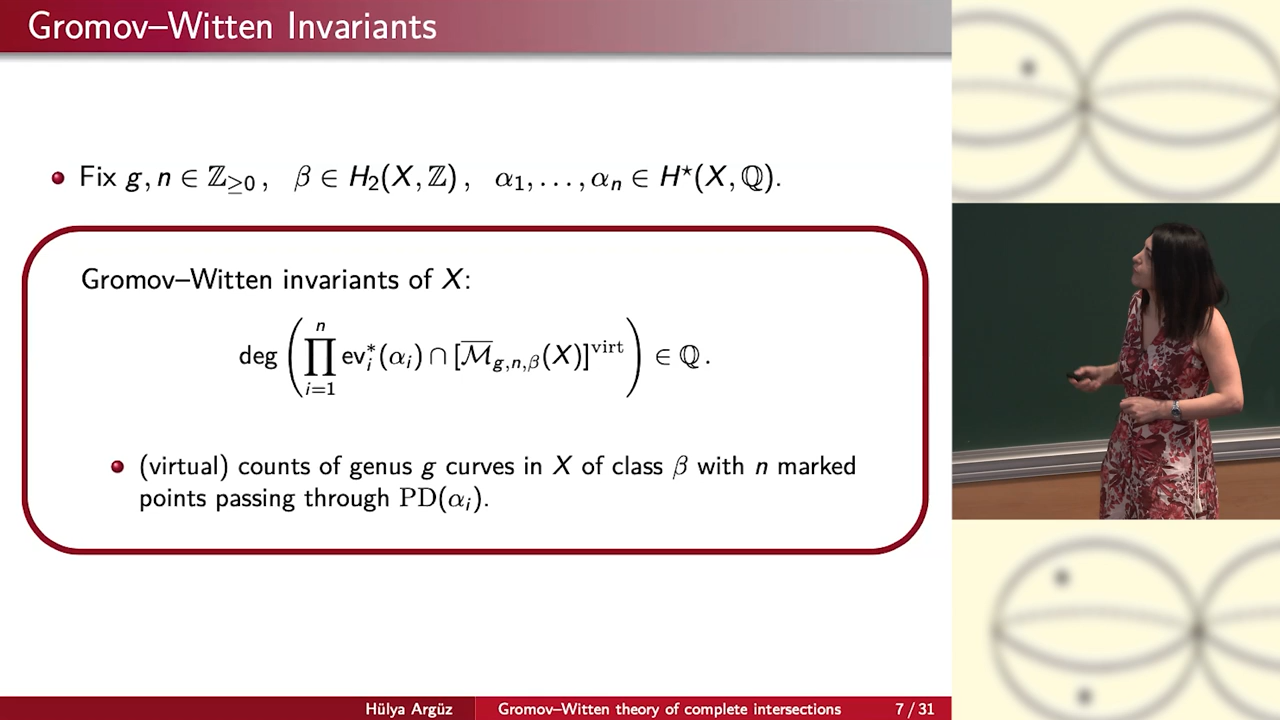 Gromov–Witten Invariants
• Fix g, n ∈ ℤ≥0 , β ∈ H₂(X, ℤ) , α₁, . . . , αₙ ∈ H⋆(X, ℚ).
Gromov–Witten invariants of X:
deg (∏ⁿᵢ₌₁ ev*ᵢ(αᵢ) ∩ [M̅g,n,β(X)]virt) ∈ ℚ .
• (virtual) counts of genus g curves in X of class β with n marked
points passing through PD(αᵢ).
Hülya Argüz Gromov–Witten theory of complete intersections 7 / 31